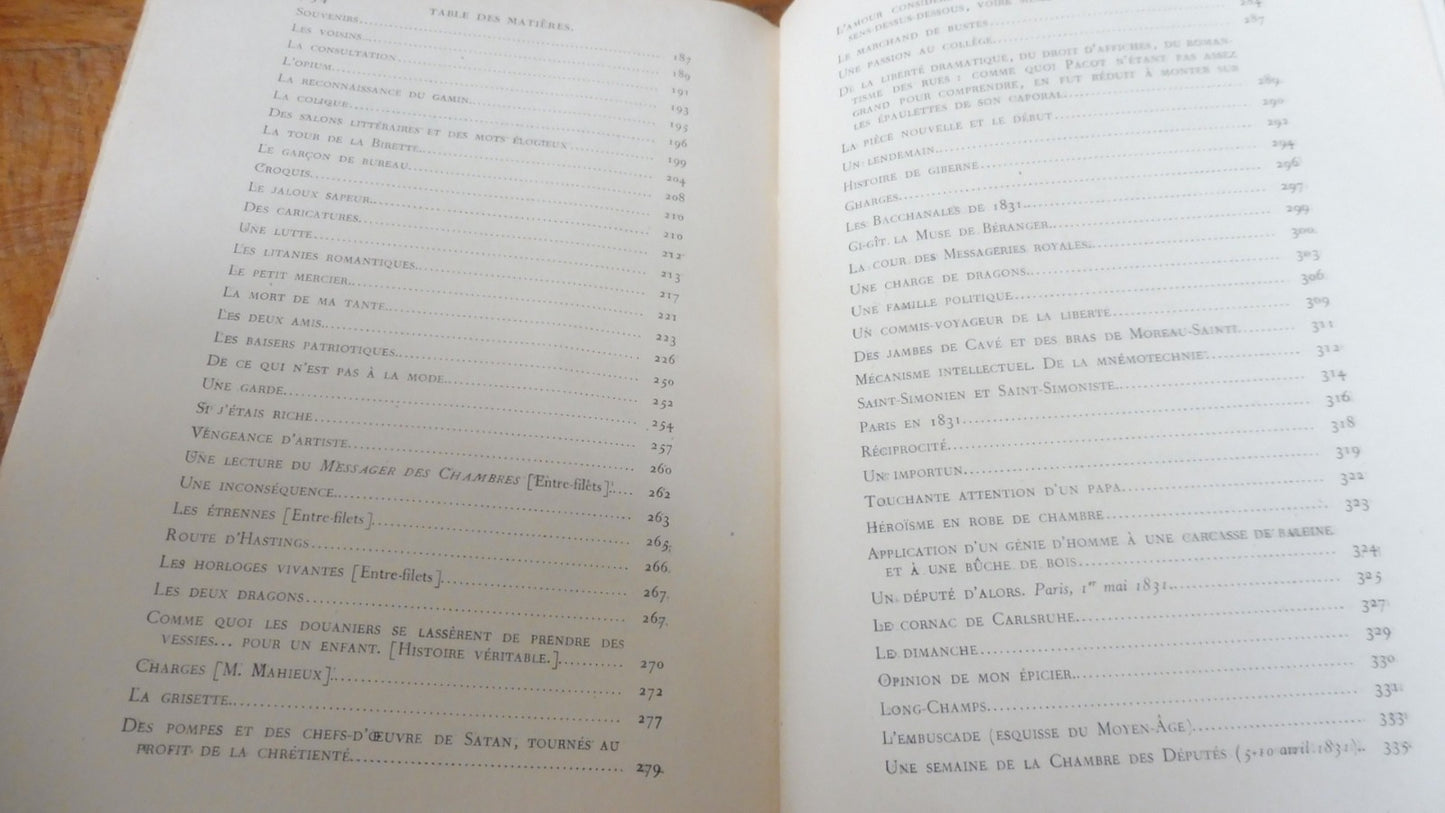 TABLE DES MATIÈRES.
SOUVENIRS 187
LES VOISINS 189
LA CONSULTATION 191
L'OPIUM 193
LA RECONNAISSANCE DU GAMIN 195
LA COLIQUE 196
DES SALONS LITTÉRAIRES ET DES MOTS ÉLOGIEUX 199
LA TOUR DE LA BIRETTE 204
LE GARÇON DE BUREAU 208
CROQUIS 210
LE JALOUX SAPEUR 210
DES CARICATURES 212
UNE LUTTE 213
LES LITANIES ROMANTIQUES 217
LE PETIT MERCIER 221
LA MORT DE MA TANTE 223
LES DEUX AMIS 226
LES BAISERS PATRIOTIQUES 250
DE CE QUI N'EST PAS À LA MODE 252
UNE GARDE 254
SI J'ÉTAIS RICHE 257
VENGEANCE D'ARTISTE 260
UNE LECTURE DU MESSAGER DES CHAMBRES [Entre-filets] 262
UNE INCONSÉQUENCE 263
LES ÉTRENNES [Entre-filets] 265
ROUTE D'HASTINGS 266
LES HORLOGES VIVANTES [Entre-filets] 267
LES DEUX DRAGONS 267
COMME QUOI LES DOUANIERS SE LASSÈRENT DE PRENDRE DES
VESSIES... POUR UN ENFANT. [HISTOIRE VÉRITABLE.] 270
CHARGES [M. MAHIEUX] 272
LA GRISETTE 277
DES POMPES ET DES CHEFS-D'ŒUVRE DE SATAN, TOURNÉS AU
PROFIT DE LA CHRÉTIENTÉ 279
L'AMOUR
SENS-DESSUS-DESSOUS, VOIRE
LE MARCHAND DE BUSTES 284
UNE PASSION AU COLLÈGE 287
DE LA LIBERTÉ DRAMATIQUE, DU DROIT D'AFFICHES, DU ROMAN-
TISME DES RUES : COMME QUOI PACOT N'ÉTANT PAS ASSEZ
GRAND POUR COMPRENDRE, EN FUT RÉDUIT À MONTER SUR
LES ÉPAULETTES DE SON CAPORAL 289
LA PIÈCE NOUVELLE ET LE DÉBUT 290
UN LENDEMAIN 292
HISTOIRE DE GIBERNE 294
CHARGES 296
LES BACCHANALES DE 1831 297
CI-GÎT LA MUSE DE BÉRANGER 299
LA COUR DES MESSAGERIES ROYALES 300
UNE CHARGE DE DRAGONS 303
UNE FAMILLE POLITIQUE 306
UN COMMIS-VOYAGEUR DE LA LIBERTÉ 309
DES JAMBES DE CAVÉ ET DES BRAS DE MOREAU-SAINTI 311
MÉCANISME INTELLECTUEL. DE LA MNÉMOTECHNIE 312
SAINT-SIMONIEN ET SAINT-SIMONISTE 314
PARIS EN 1831 316
RÉCIPROCITÉ 318
UN IMPORTUN 319
TOUCHANTE ATTENTION D'UN PAPA 322
HÉROÏSME EN ROBE DE CHAMBRE 323
APPLICATION D'UN GÉNIE D'HOMME À UNE CARCASSE DE BALEINE
ET À UNE BÛCHE DE BOIS 324
UN DÉPUTÉ D'ALORS. Paris, 1er mai 1831 325
LE CORNAC DE CARLSRUHE 327
LE DIMANCHE 329
OPINION DE MON ÉPICIER 330
LONG-CHAMPS 331
L'EMBUSCADE (ESQUISSE DU MOYEN-ÂGE) 333
UNE SEMAINE DE LA CHAMBRE DES DÉPUTÉS (5-10 avril 1831) 335